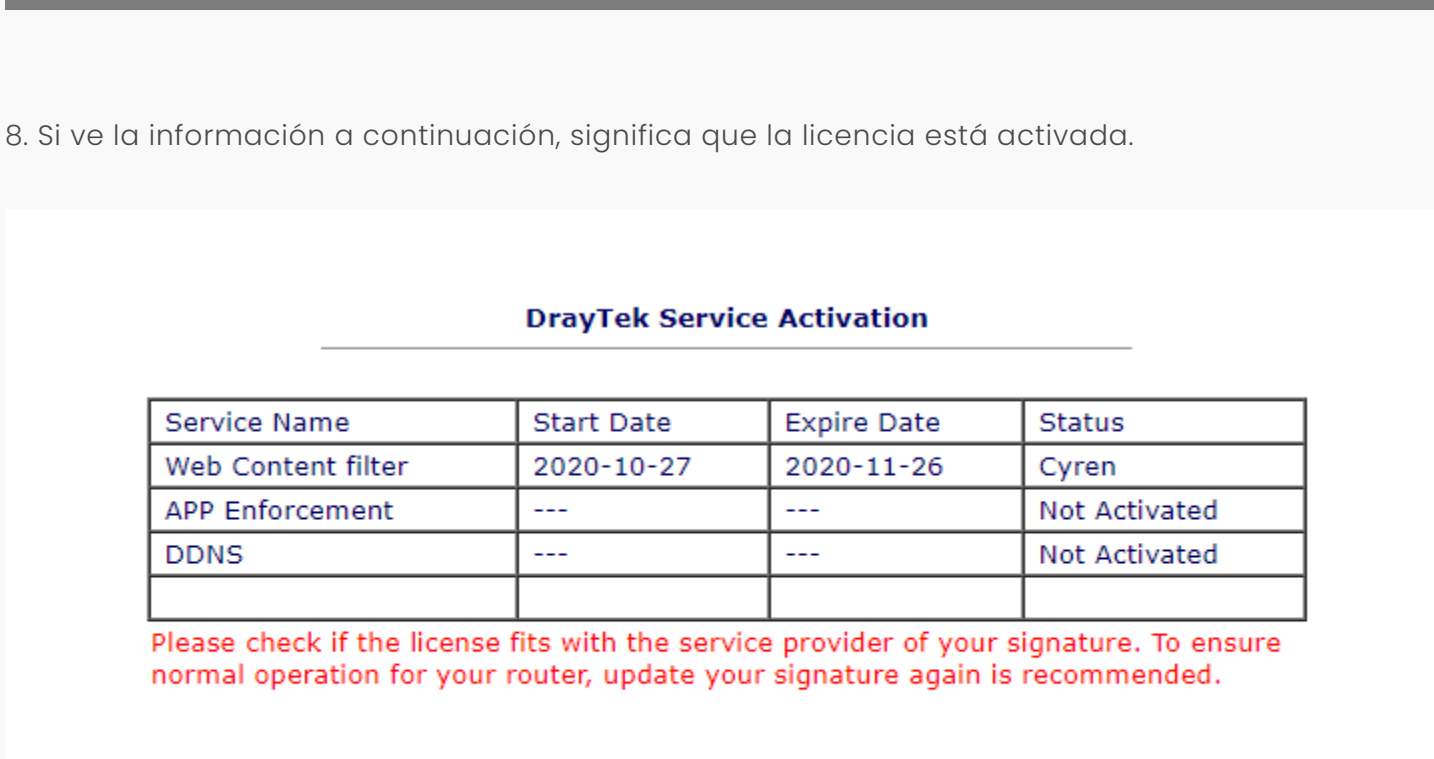 8. Si ve la información a continuación, significa que la licencia está activada.
DrayTek Service Activation
Service Name Start Date Expire Date Status
Web Content filter 2020-10-27 2020-11-26 Cyren
APP Enforcement --- --- Not Activated
DDNS --- --- Not Activated
Please check if the license fits with the service provider of your signature. To ensure
normal operation for your router, update your signature again is recommended.